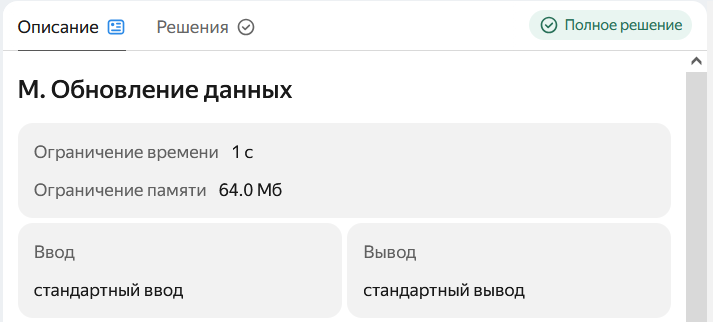 Описание Решения Полное решение
M. Обновление данных
Ограничение времени 1 с
Ограничение памяти 64.0 Мб
Ввод Вывод
стандартный ввод стандартный вывод